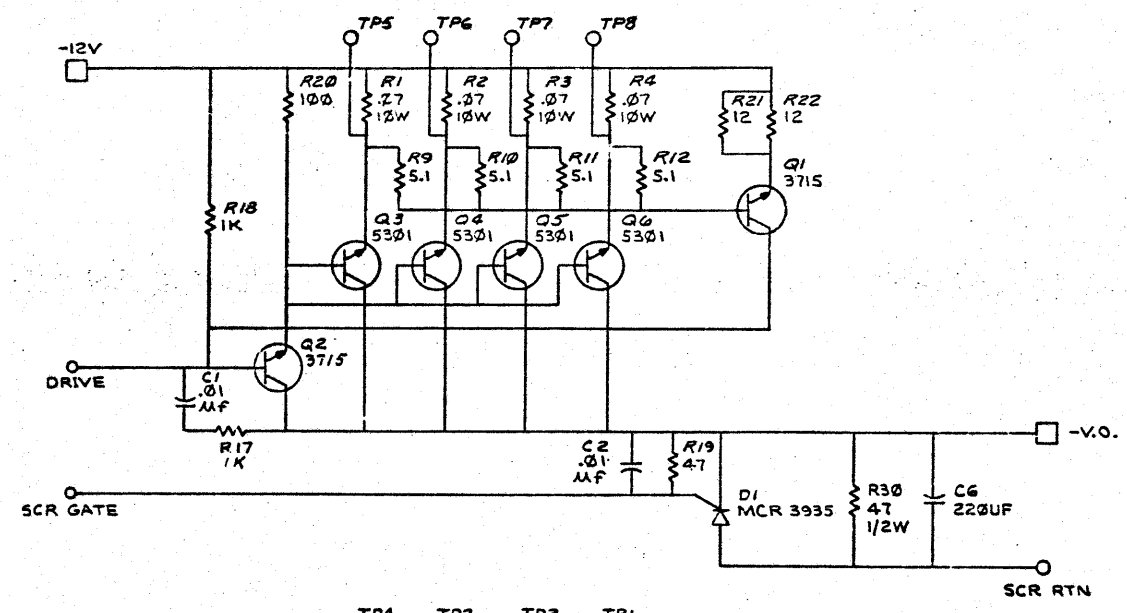 TP5 TP6 TP7 TP8
-12V
R20
100
R1
.27
10W
R2
.07
10W
R3
.07
10W
R4
.07
10W
R21
12
R22
12
R9
5.1
R10
5.1
R11
5.1
R12
5.1
Q1
3715
R18
1K
Q3
5301
Q4
5301
Q5
5301
Q6
5301
Q2
3715
DRIVE
C1
.01
Mf
R17
1K
-V.O.
C2
.01
Mf
R19
47
SCR GATE
D1
MCR 3935
R30
47
1/2W
C6
220UF
SCR RTN